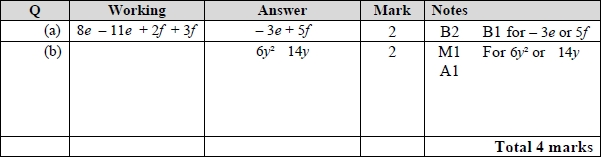 Q Working Answer Mark Notes
(a) 8e – 11e + 2f + 3f – 3e + 5f 2 B2 B1 for – 3e or 5f
(b) 6y² 14y 2 M1 For 6y² or 14y
A1
Total 4 marks